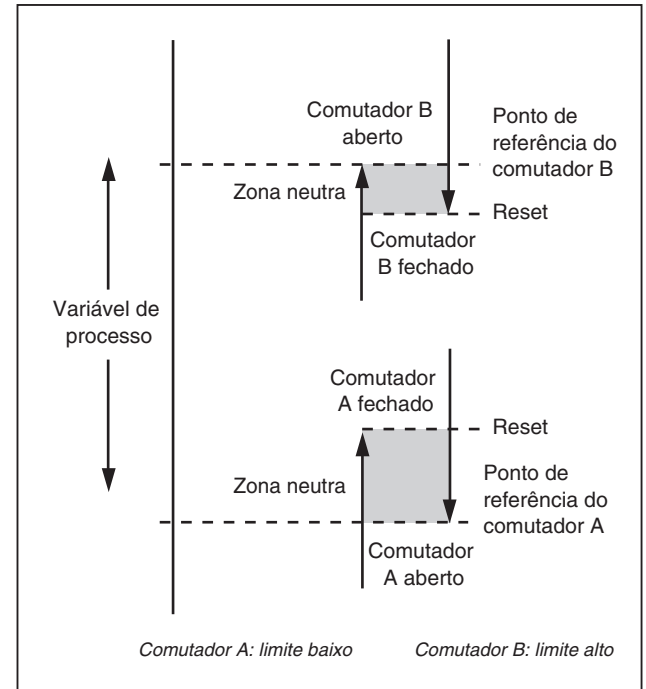 Comutador B
aberto
Ponto de
referência do
comutador B
Zona neutra
Reset
Comutador
B fechado
Variável de
processo
Comutador
A fechado
Reset
Zona neutra
Ponto de
referência do
comutador A
Comutador
A aberto
Comutador A: limite baixo
Comutador B: limite alto